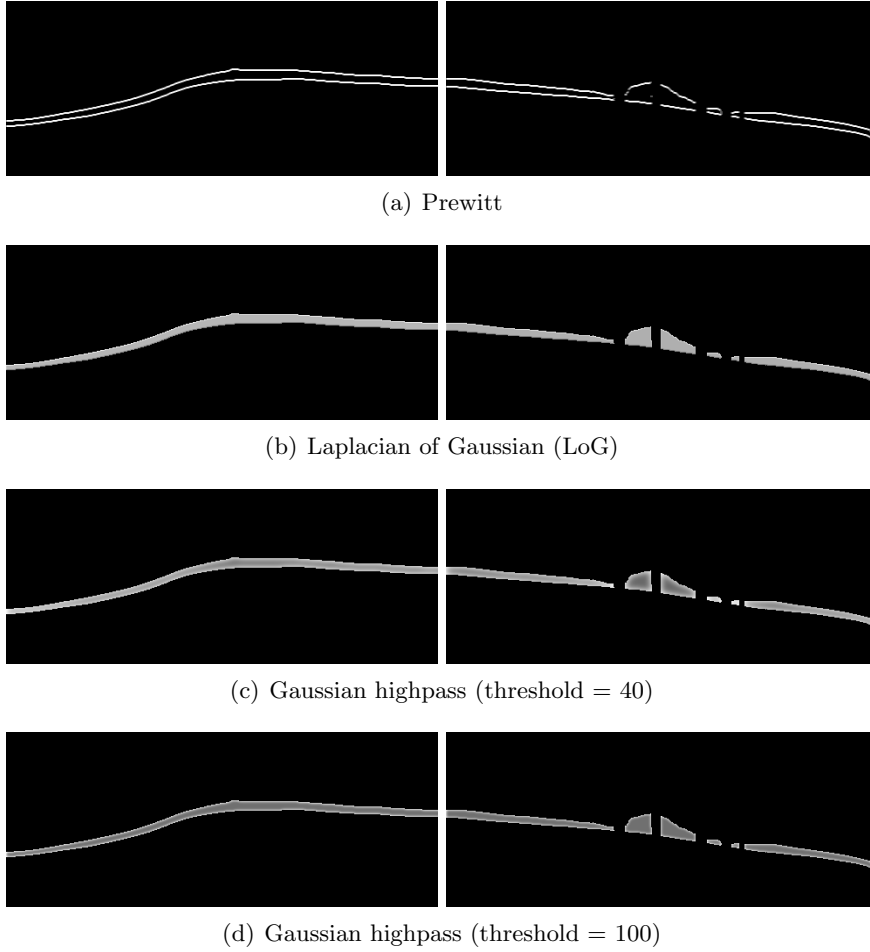 (a) Prewitt
(b) Laplacian of Gaussian (LoG)
(c) Gaussian highpass (threshold = 40)
(d) Gaussian highpass (threshold = 100)